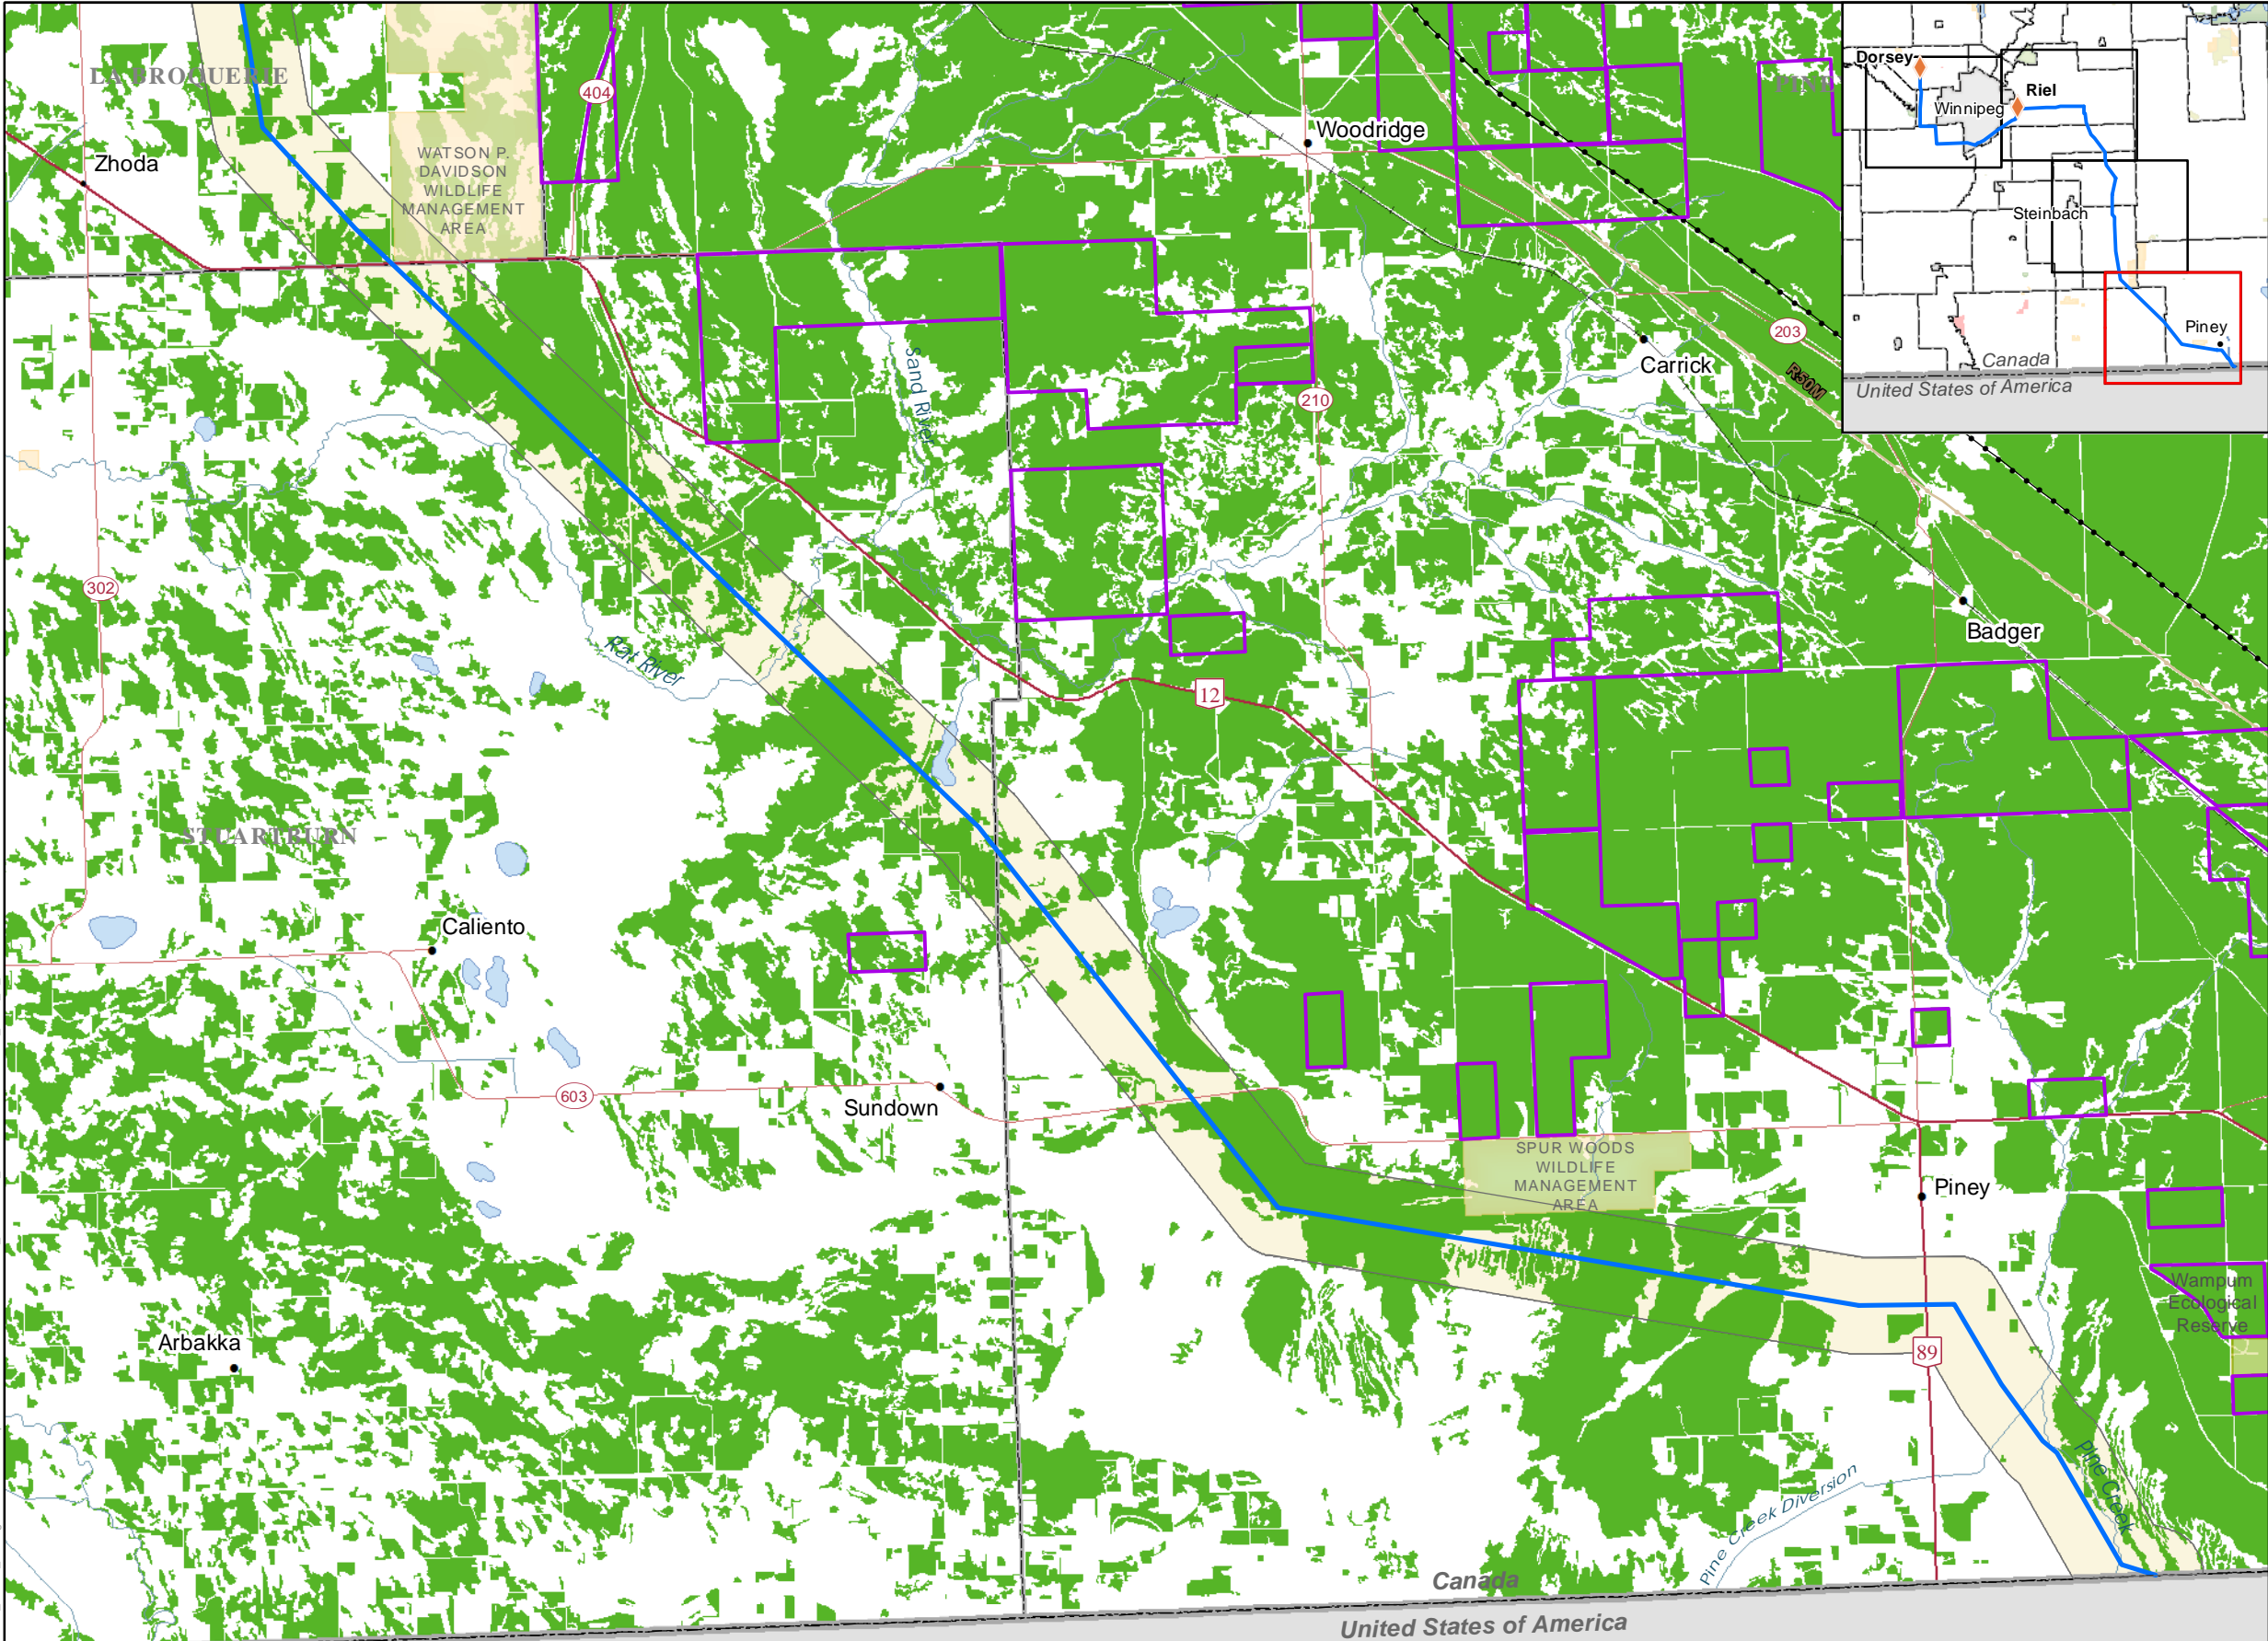 LA BROQUERIE
404
Zhoda
WATSON P.
DAVIDSON
WILDLIFE
MANAGEMENT
AREA
Woodridge
Dorsey
Riel
Winnipeg
Steinbach
Piney
Canada
United States of America
203
R50M
Carrick
210
Sand River
302
Rat River
12
Badger
STUARTBURN
Caliento
603
Sundown
SPUR WOODS
WILDLIFE
MANAGEMENT
AREA
Piney
Wampum
Ecological
Reserve
Arbakka
89
Pine Creek
Pine Creek Diversion
Canada
United States of America